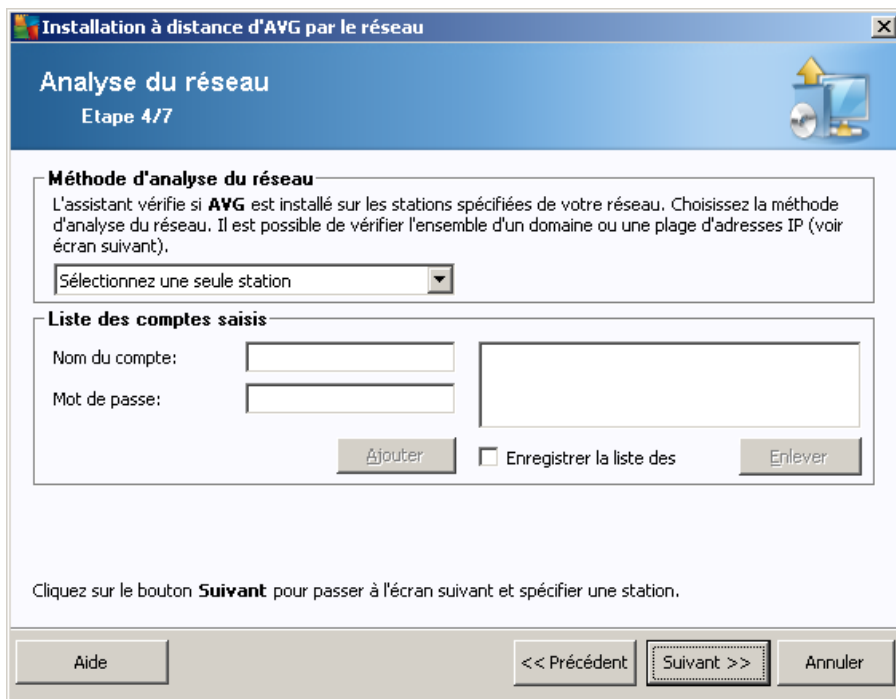 Installation à distance d'AVG par le réseau
Analyse du réseau
Etape 4/7
Méthode d'analyse du réseau
L'assistant vérifie si AVG est installé sur les stations spécifiées de votre réseau. Choisissez la méthode
d'analyse du réseau. Il est possible de vérifier l'ensemble d'un domaine ou une plage d'adresses IP (voir
écran suivant).
Sélectionnez une seule station
Liste des comptes saisis
Nom du compte:
Mot de passe:
Ajouter
Enregistrer la liste des
Enlever
Cliquez sur le bouton Suivant pour passer à l'écran suivant et spécifier une station.
Aide
<< Précédent
Suivant >>
Annuler